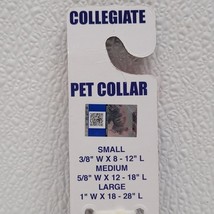 COLLEGIATE
PET COLLAR
SMALL
3/8" W X 8 - 12" L
MEDIUM
5/8" W X 12 - 18" L
LARGE
1" W X 18 - 28" L